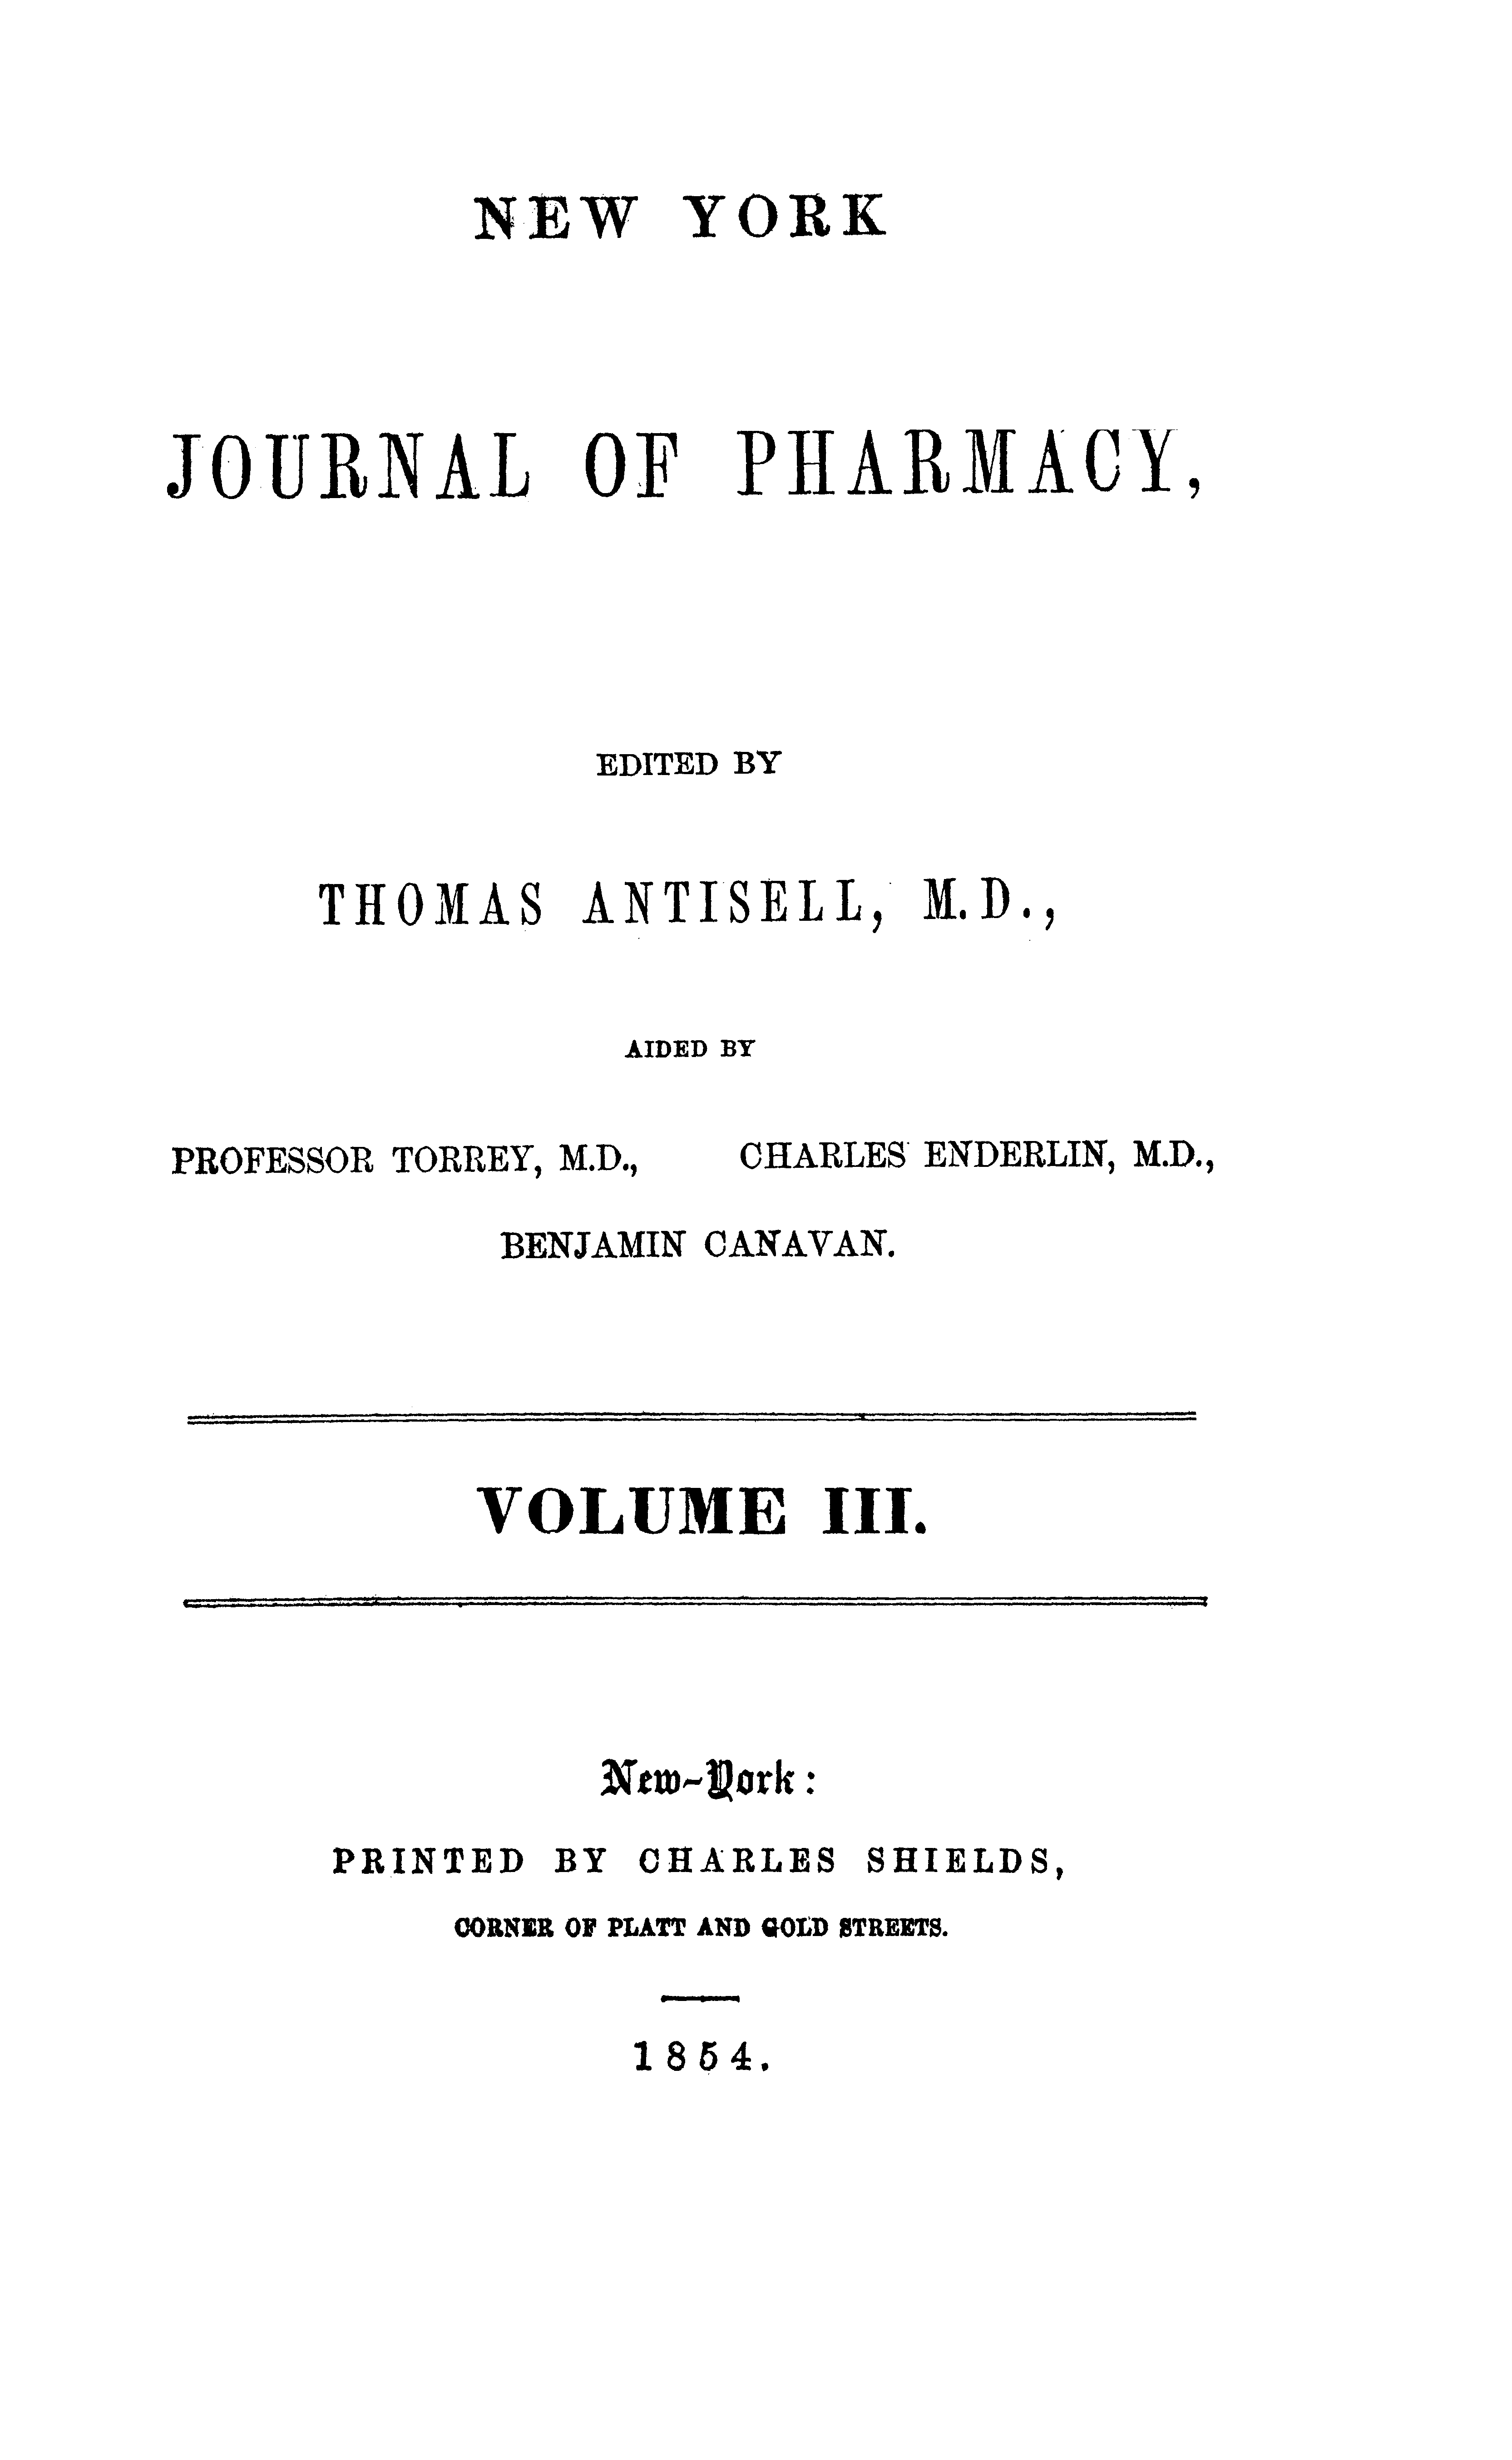 NEW YORK
JOURNAL OF PHARMACY,
EDITED BY
THOMAS ANTISELL, M.D.,
AIDED BY
PROFESSOR TORREY, M.D., CHARLES ENDERLIN, M.D.,
BENJAMIN CANAVAN.
VOLUME III.
New-York:
PRINTED BY CHARLES SHIELDS,
CORNER OF PLATT AND GOLD STREETS.
1854.